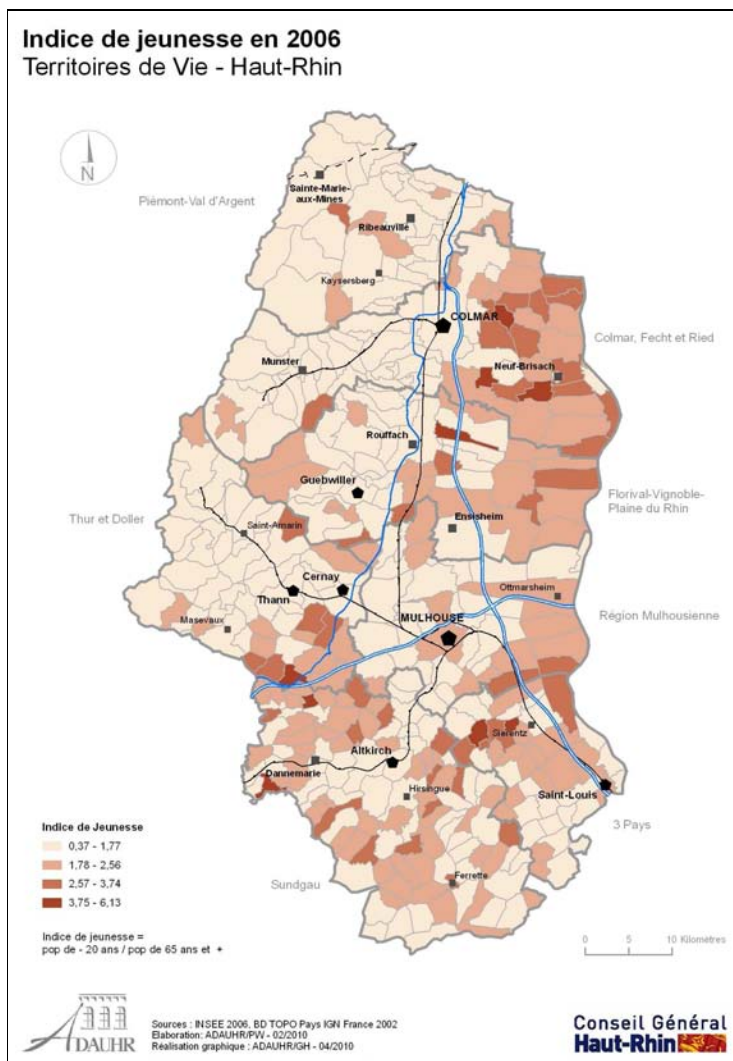 Indice de jeunesse en 2006
Territoires de Vie - Haut-Rhin
N
Sainte-Marie-
aux-Mines
Piémont-Val d'Argent
Ribeauvillé
Kaysersberg
COLMAR
Colmar, Fecht et Ried
Munster
Neuf-Brisach
Rouffach
Guebwiller
Florival-Vignoble-
Plaine du Rhin
Thur et Doller
Saint-Amarin
Ensisheim
Cernay
Thann
Ottmarsheim
Région Mulhousienne
Masevaux
MULHOUSE
Sierentz
Altkirch
Dannemarie
Hirsingue
Saint-Louis
3 Pays
Ferrette
Sundgau
Indice de Jeunesse
0,37 - 1,77
1,78 - 2,56
2,57 - 3,74
3,75 - 6,13
Indice de jeunesse =
pop de - 20 ans / pop de 65 ans et +
0 5 10 Kilomètres
ADAUHR
Sources : INSEE 2006, BD TOPO Pays IGN France 2002
Elaboration: ADAUHR/PW - 02/2010
Réalisation graphique : ADAUHR/GH - 04/2010
Conseil Général
Haut-Rhin